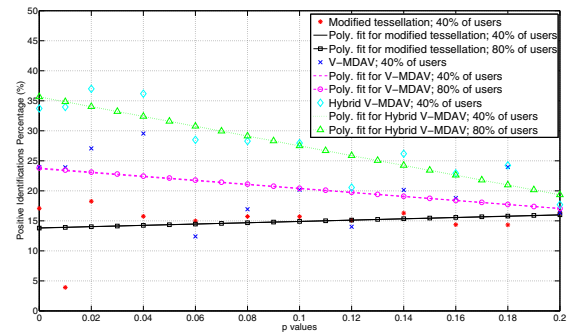 50
45
40
35
30
25
20
15
10
5
0
Positive Identifications Percentage (%)
Modified tessellation; 40% of users
Poly. fit for modified tessellation; 40% of users
Poly. fit for modified tessellation; 80% of users
V-MDAV; 40% of users
Poly. fit for V-MDAV; 40% of users
Poly. fit for V-MDAV; 80% of users
Hybrid V-MDAV; 40% of users
Poly. fit for Hybrid V-MDAV; 40% of users
Poly. fit for Hybrid V-MDAV; 80% of users
0 0.02 0.04 0.06 0.08 0.1 0.12 0.14 0.16 0.18 0.2
p values